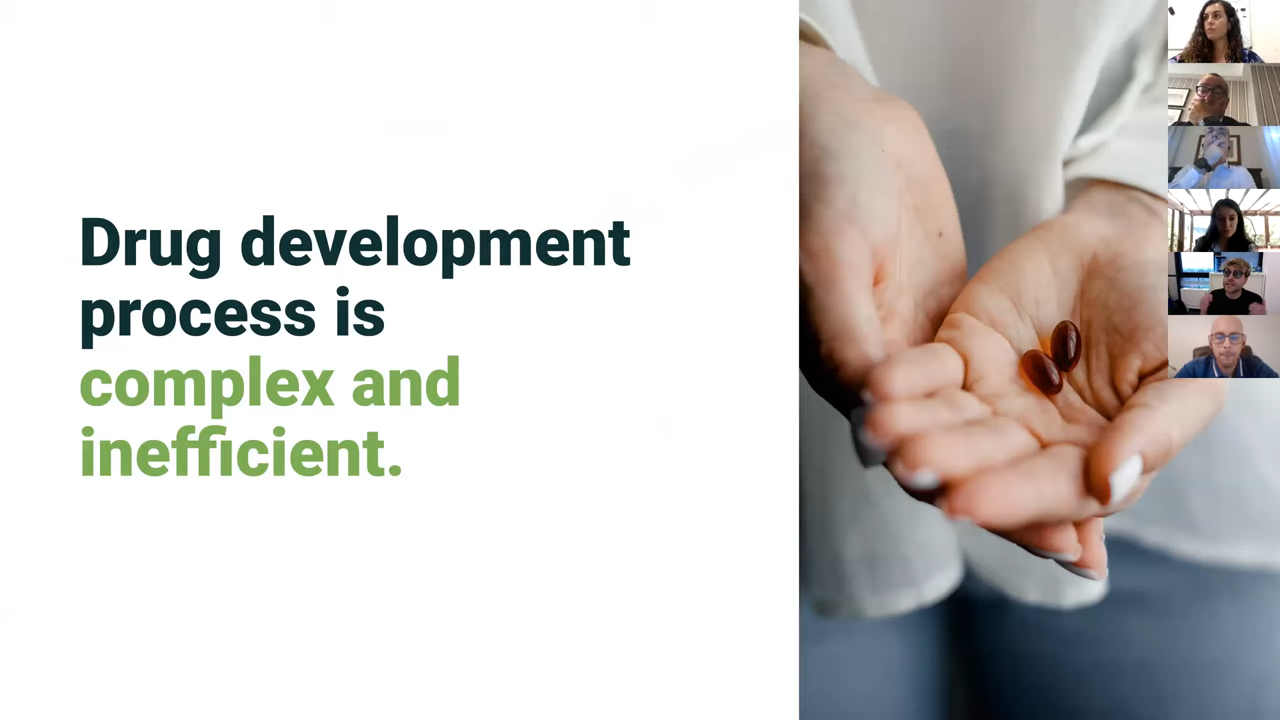 Drug development
process is
complex and
inefficient.